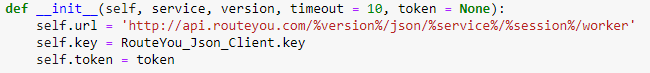 def __init__(self, service, version, timeout = 10, token = None):
    self.url = 'http://api.routeyou.com/%version%/json/%service%/%session%/worker'
    self.key = RouteYou_Json_Client.key
    self.token = token